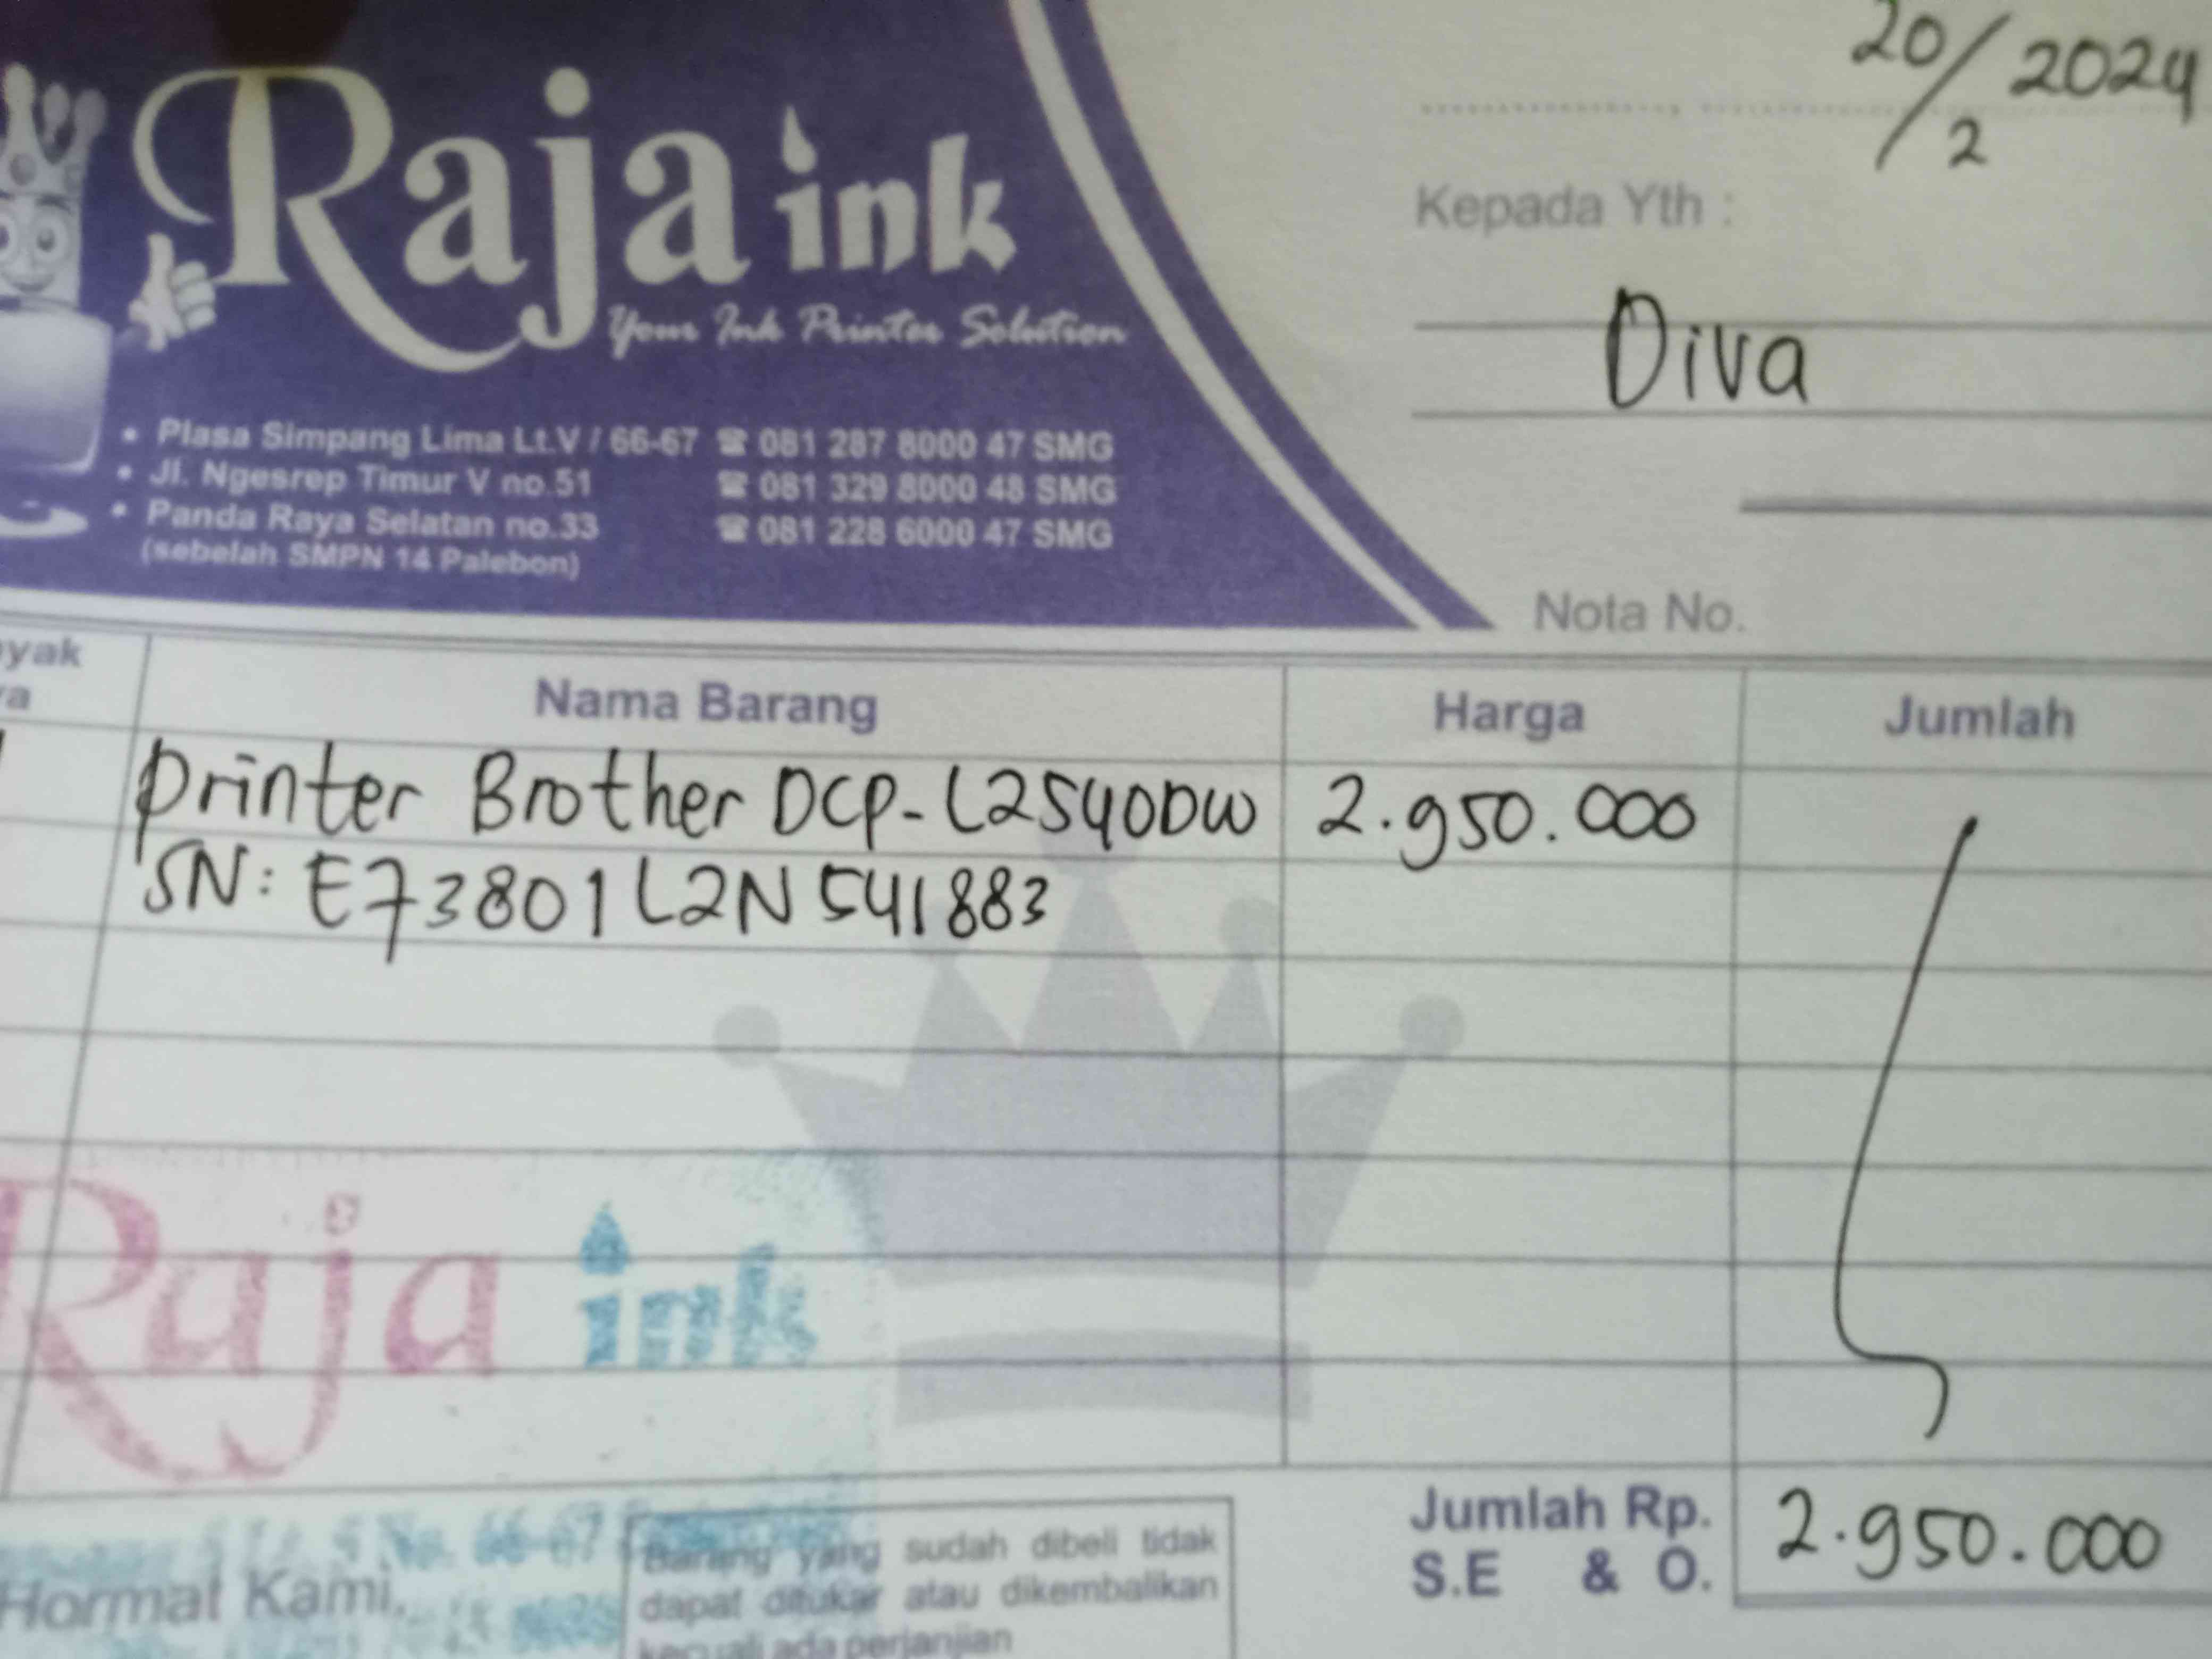 20/2 2024
Raja ink
Your Ink Printer Solution
Kepada Yth :
Diva
• Plasa Simpang Lima Lt.V / 66-67 ☎ 081 287 8000 47 SMG
• Jl. Ngesrep Timur V no.51 ☎ 081 329 8000 48 SMG
• Panda Raya Selatan no.33 ☎ 081 228 6000 47 SMG
(sebelah SMPN 14 Palebon)
Nota No.
yak
Nama Barang Harga Jumlah
printer Brother DCP-L2540DW 2.950.000
SN: E73801L2N541883
Raja ink
No. 66-67
Hormat Kami,
Barang yang sudah dibeli tidak
dapat ditukar atau dikembalikan
kecuali ada perjanjian
Jumlah Rp. 2.950.000
S.E & O.